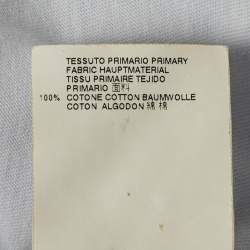 TESSUTO PRIMARIO PRIMARY
FABRIC HAUPTMATERIAL
TISSU PRIMAIRE TEJIDO
PRIMARIO 面料
100% COTONE COTTON BAUMWOLLE
COTON ALGODON 綿 棉